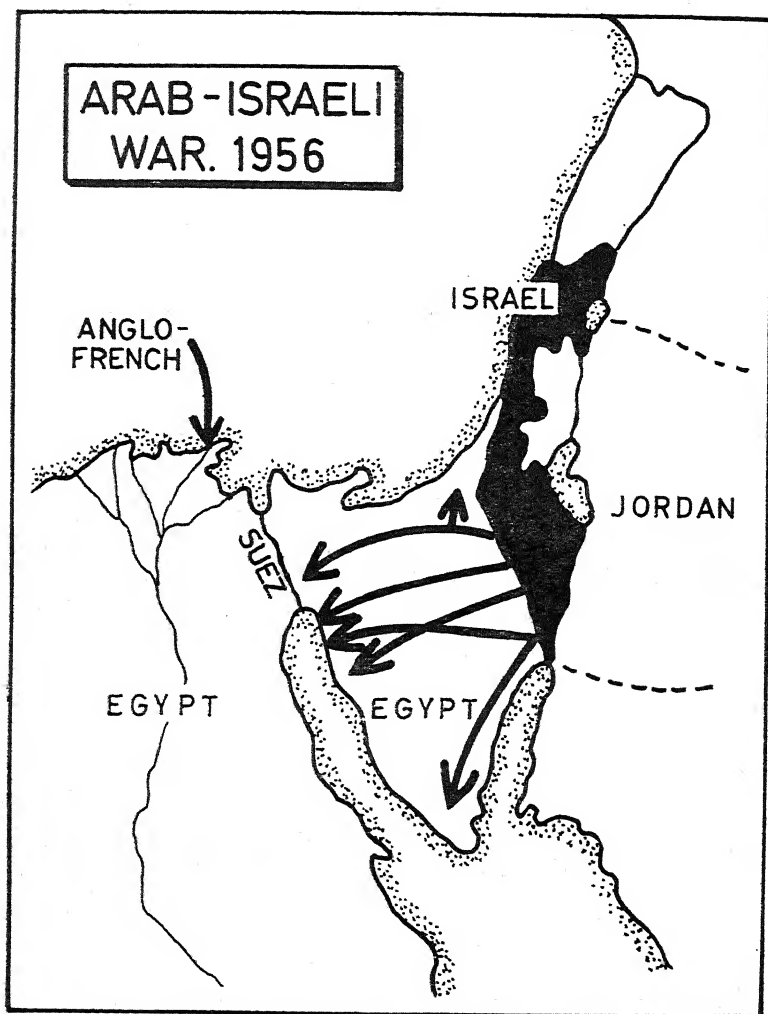 ARAB-ISRAELI
WAR. 1956
ISRAEL
ANGLO-
FRENCH
JORDAN
SUEZ
EGYPT
EGYPT